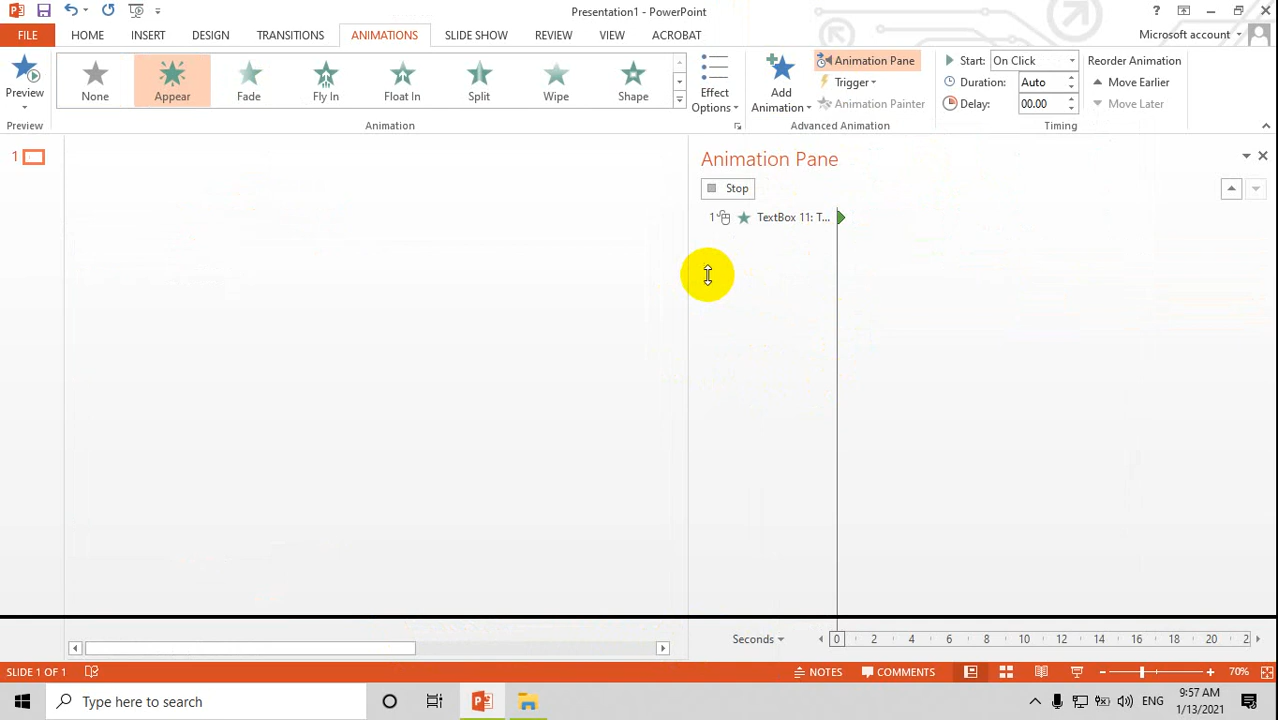 Presentation1 - PowerPoint
?
FILE HOME INSERT DESIGN TRANSITIONS ANIMATIONS SLIDE SHOW REVIEW VIEW ACROBAT
Microsoft account
Preview
None Appear Fade Fly In Float In Split Wipe Shape
Effect Options
Add Animation
Animation Pane
Trigger
Animation Painter
Start: On Click
Duration: Auto
Delay: 00.00
Reorder Animation
Move Earlier
Move Later
Preview Animation Advanced Animation Timing
1
Animation Pane
Stop
1 TextBox 11: T...
Seconds 0 2 4 6 8 10 12 14 16 18 20 2
SLIDE 1 OF 1 NOTES COMMENTS 70%
Type here to search
ENG
9:57 AM
1/13/2021